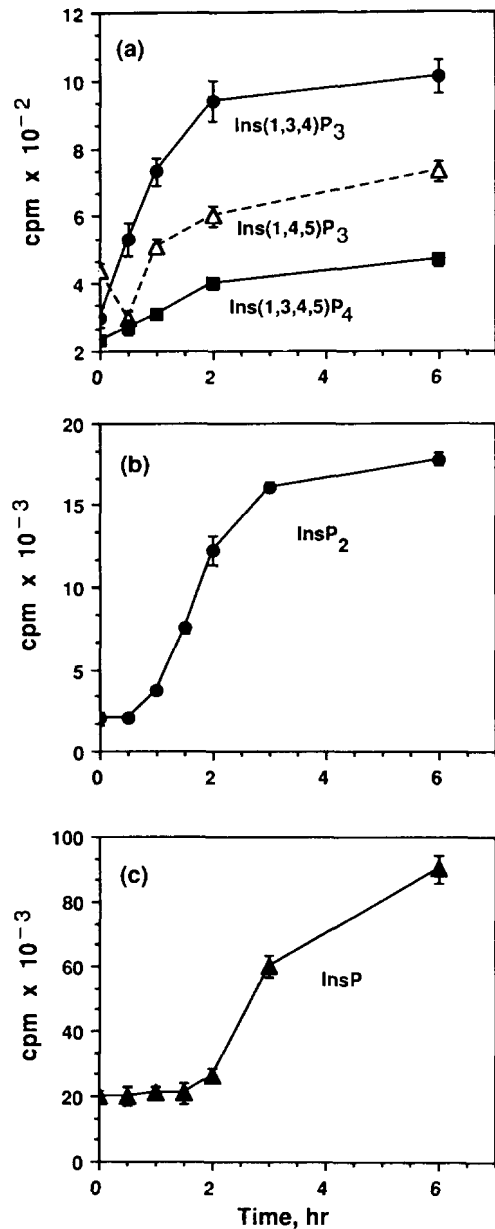 (a)
12
10
8
6
4
2
cpm x 10⁻²
Ins(1,3,4)P₃
Ins(1,4,5)P₃
Ins(1,3,4,5)P₄
0 2 4 6
(b)
20
15
10
5
0
cpm x 10⁻³
InsP₂
0 2 4 6
(c)
100
80
60
40
20
0
cpm x 10⁻³
InsP
0 2 4 6
Time, hr